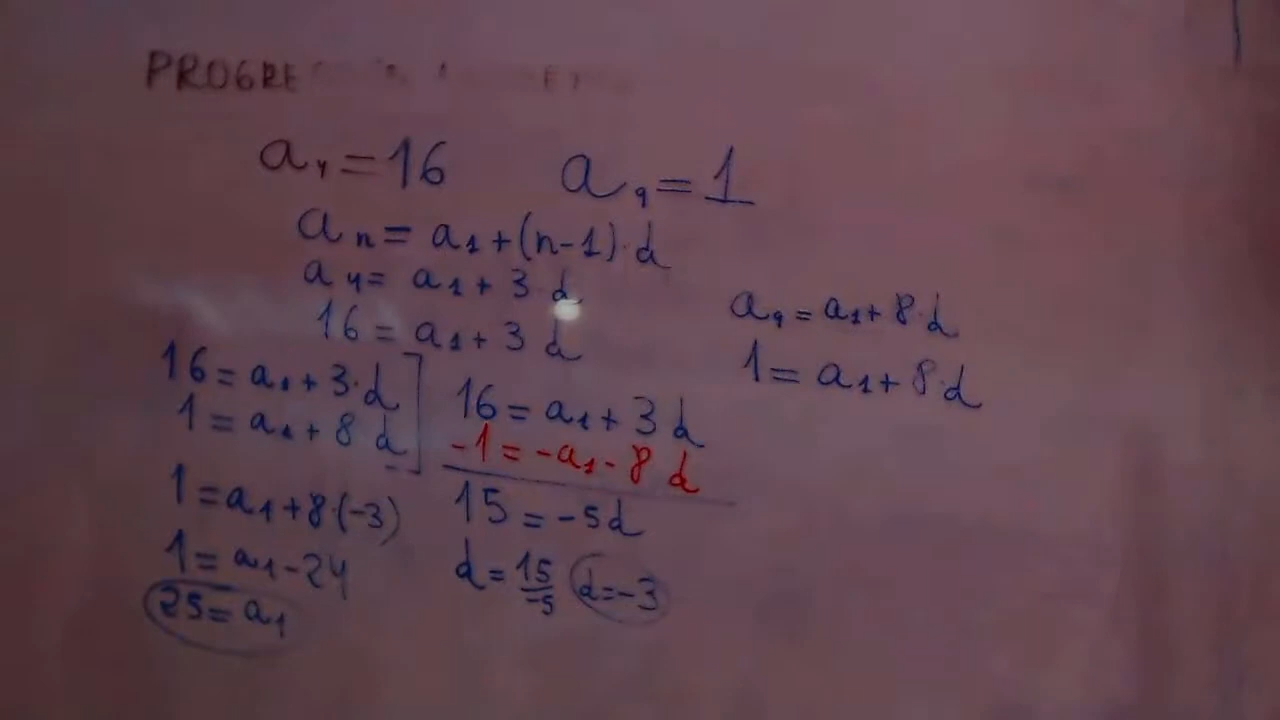 PROGRE
a₄=16 a₉=1
aₙ= a₁+(n-1)·d
a₄= a₁+ 3 d
16= a₁+ 3 d
a₉=a₁+8·d
1= a₁+8·d
16=a₁+3·d
1= a₁+ 8 d
16= a₁+ 3 d
-1=-a₁-8 d
15 = -5d
d=15/-5 d=-3
1=a₁+8·(-3)
1= a₁-24
25= a₁